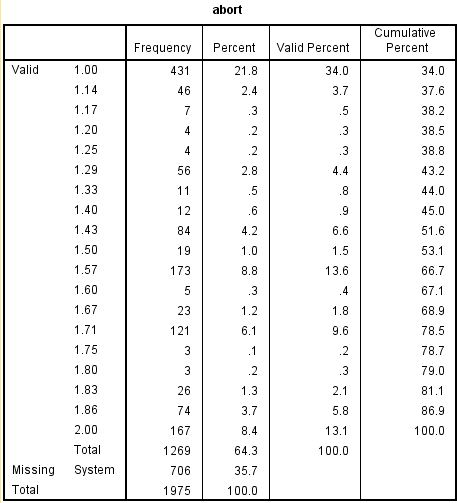 abort
Frequency Percent Valid Percent Cumulative Percent
Valid 1.00 431 21.8 34.0 34.0
1.14 46 2.4 3.7 37.6
1.17 7 .3 .5 38.2
1.20 4 .2 .3 38.5
1.25 4 .2 .3 38.8
1.29 56 2.8 4.4 43.2
1.33 11 .5 .8 44.0
1.40 12 .6 .9 45.0
1.43 84 4.2 6.6 51.6
1.50 19 1.0 1.5 53.1
1.57 173 8.8 13.6 66.7
1.60 5 .3 .4 67.1
1.67 23 1.2 1.8 68.9
1.71 121 6.1 9.6 78.5
1.75 3 .1 .2 78.7
1.80 3 .2 .3 79.0
1.83 26 1.3 2.1 81.1
1.86 74 3.7 5.8 86.9
2.00 167 8.4 13.1 100.0
Total 1269 64.3 100.0
Missing System 706 35.7
Total 1975 100.0